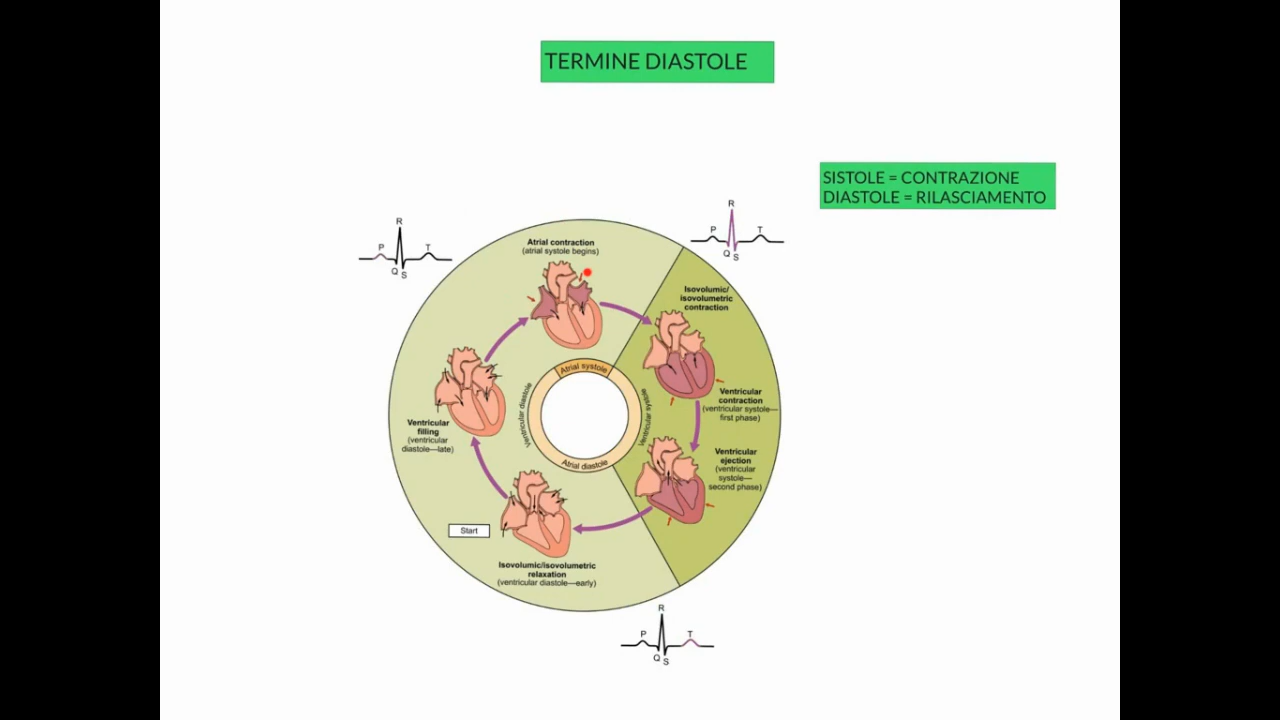 TERMINE DIASTOLE
SISTOLE = CONTRAZIONE
DIASTOLE = RILASCIAMENTO
R
P
T
Q
S
R
P
T
Q
S
Atrial contraction
(atrial systole begins)
Isovolumic/
isovolumetric
contraction
Ventricular
contraction
(ventricular systole—
first phase)
Ventricular
ejection
(ventricular
systole—
second phase)
Atrial systole
Ventricular diastole
Ventricular systole
Atrial diastole
Ventricular
filling
(ventricular
diastole—late)
Start
Isovolumic/isovolumetric
relaxation
(ventricular diastole—early)
R
P
T
Q
S